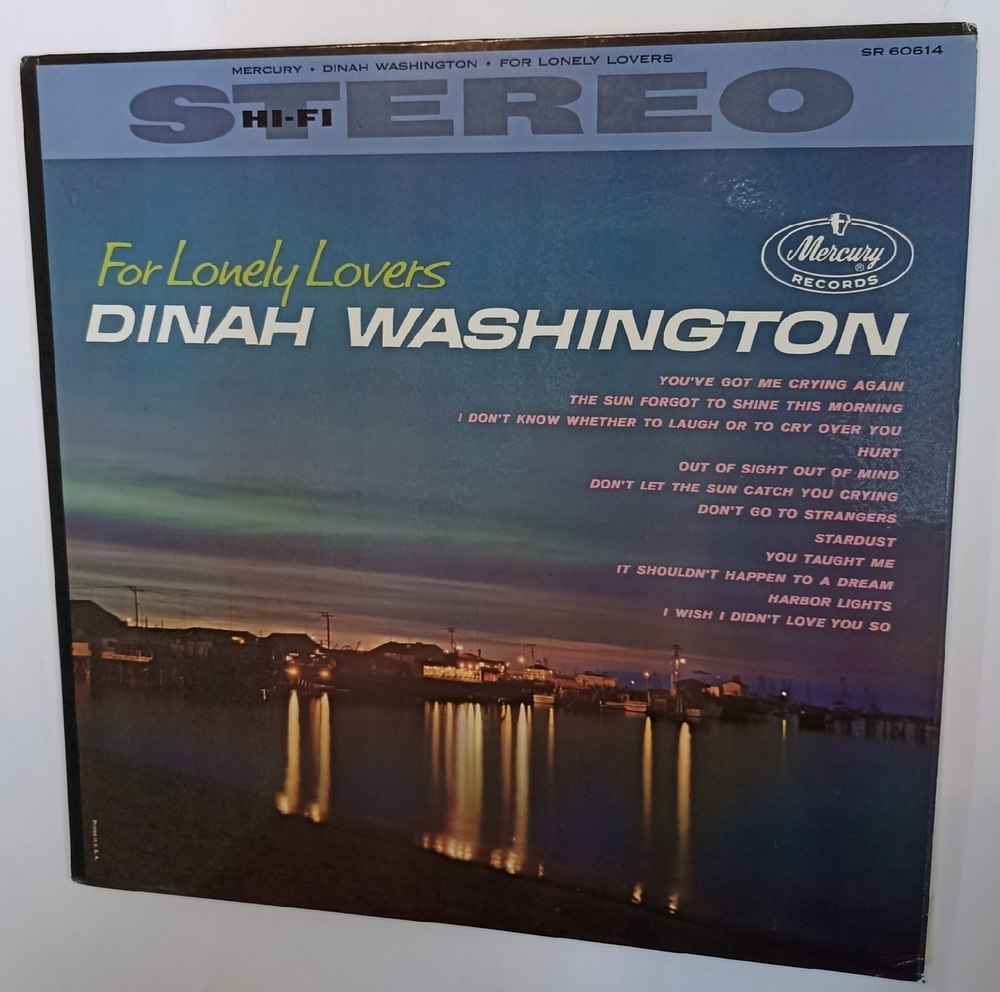 MERCURY • DINAH WASHINGTON • FOR LONELY LOVERS
SR 60614
STEREO
HI-FI
For Lonely Lovers
Mercury
®
RECORDS
DINAH WASHINGTON
YOU'VE GOT ME CRYING AGAIN
THE SUN FORGOT TO SHINE THIS MORNING
I DON'T KNOW WHETHER TO LAUGH OR TO CRY OVER YOU
HURT
OUT OF SIGHT OUT OF MIND
DON'T LET THE SUN CATCH YOU CRYING
DON'T GO TO STRANGERS
STARDUST
YOU TAUGHT ME
IT SHOULDN'T HAPPEN TO A DREAM
HARBOR LIGHTS
I WISH I DIDN'T LOVE YOU SO
Printed in U.S.A.